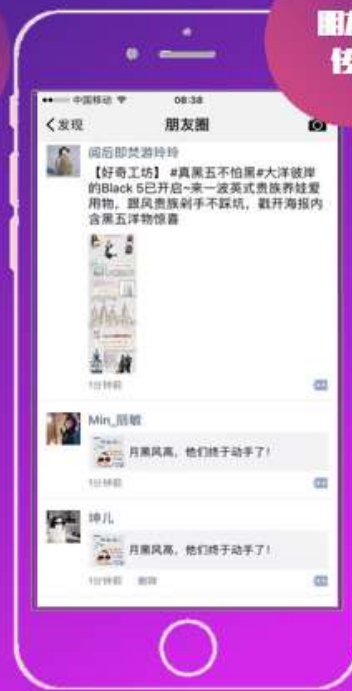 朋友
传
中国移动
08:38
发现
朋友圈
阅后即焚游玲玲
【好奇工坊】 #真黑五不怕黑#大洋彼岸
的Black 5已开启~来一波英式贵族养娃爱
用物，跟风贵族剁手不踩坑，戳开海报内
含黑五洋物惊喜
1分钟前
Min_丽敏
月黑风高，他们终于动手了！
1分钟前
坤儿
月黑风高，他们终于动手了！
1分钟前 删除